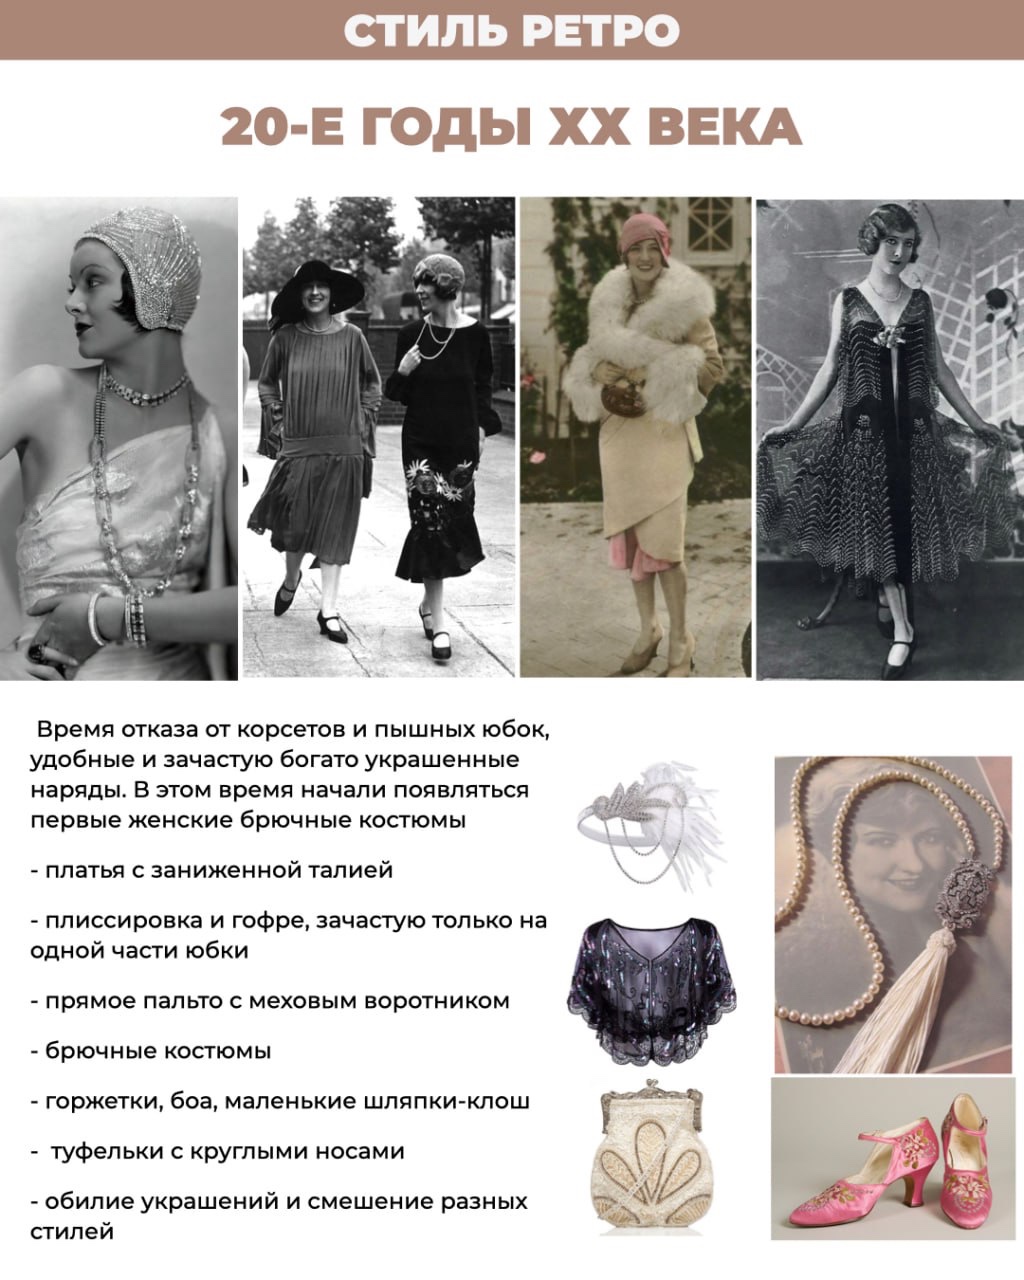 СТИЛЬ РЕТРО
20-Е ГОДЫ XX ВЕКА
Время отказа от корсетов и пышных юбок,
удобные и зачастую богато украшенные
наряды. В этом время начали появляться
первые женские брючные костюмы
- платья с заниженной талией
- плиссировка и гофре, зачастую только на
одной части юбки
- прямое пальто с меховым воротником
- брючные костюмы
- горжетки, боа, маленькие шляпки-клош
- туфельки с круглыми носами
- обилие украшений и смешение разных
стилей